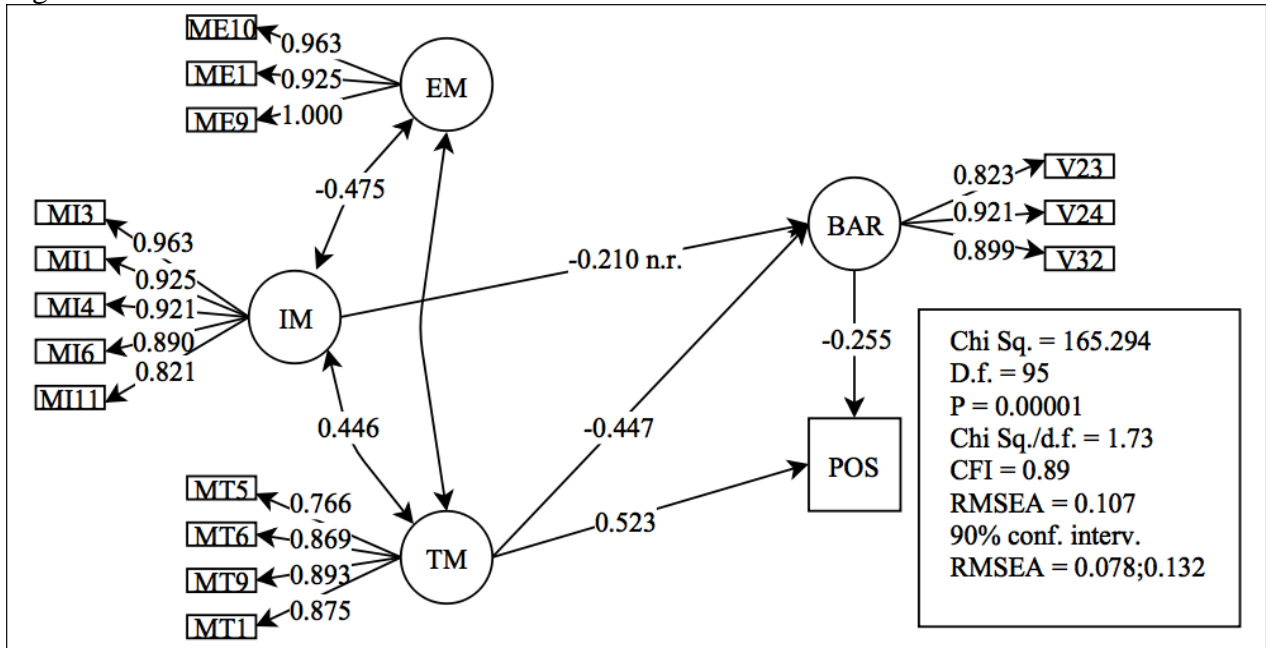 ME10
0.963
ME1
0.925
ME9
1.000
EM
-0.475
MI3
0.963
MI1
0.925
MI4
0.921
MI6
0.890
MI11
0.821
IM
-0.210 n.r.
0.446
MT5
0.766
MT6
0.869
MT9
0.893
MT1
0.875
TM
-0.447
0.523
BAR
0.823
V23
0.921
V24
0.899
V32
-0.255
POS
Chi Sq. = 165.294
D.f. = 95
P = 0.00001
Chi Sq./d.f. = 1.73
CFI = 0.89
RMSEA = 0.107
90% conf. interv.
RMSEA = 0.078;0.132